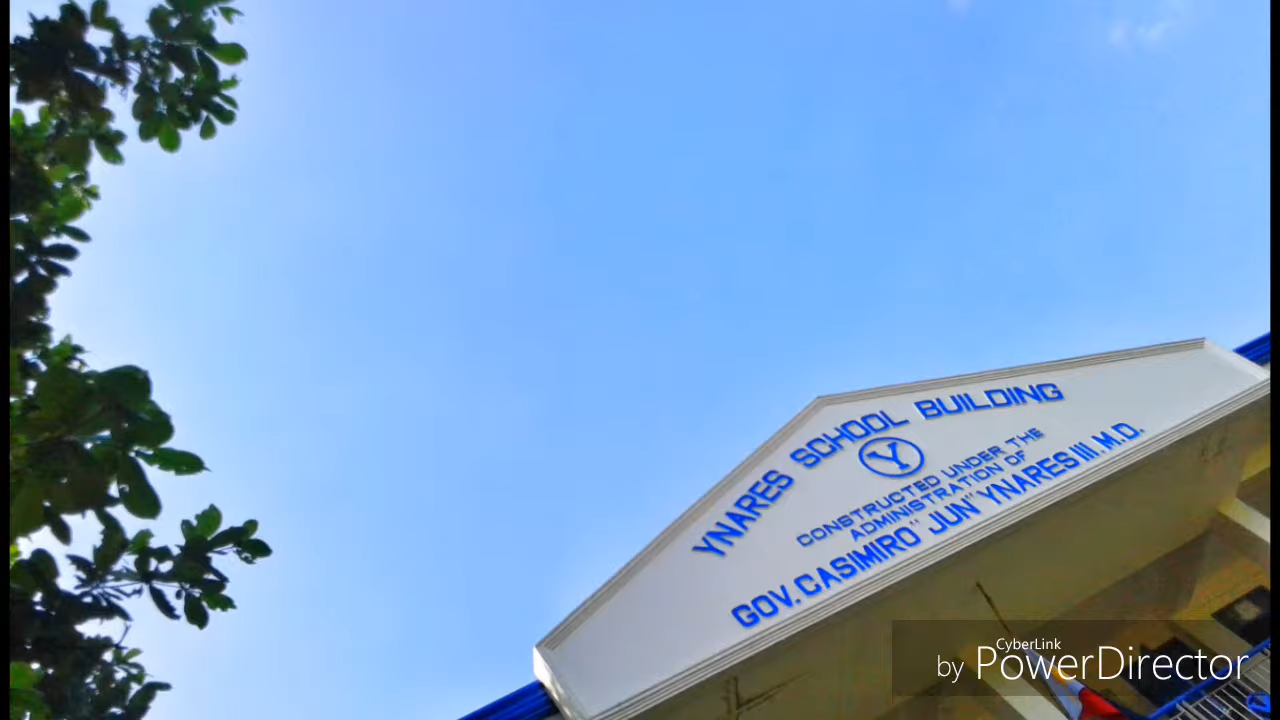 YNARES SCHOOL BUILDING
Y
CONSTRUCTED UNDER THE
ADMINISTRATION OF
GOV. CASIMIRO "JUN" YNARES III, M.D.
by CyberLink
PowerDirector